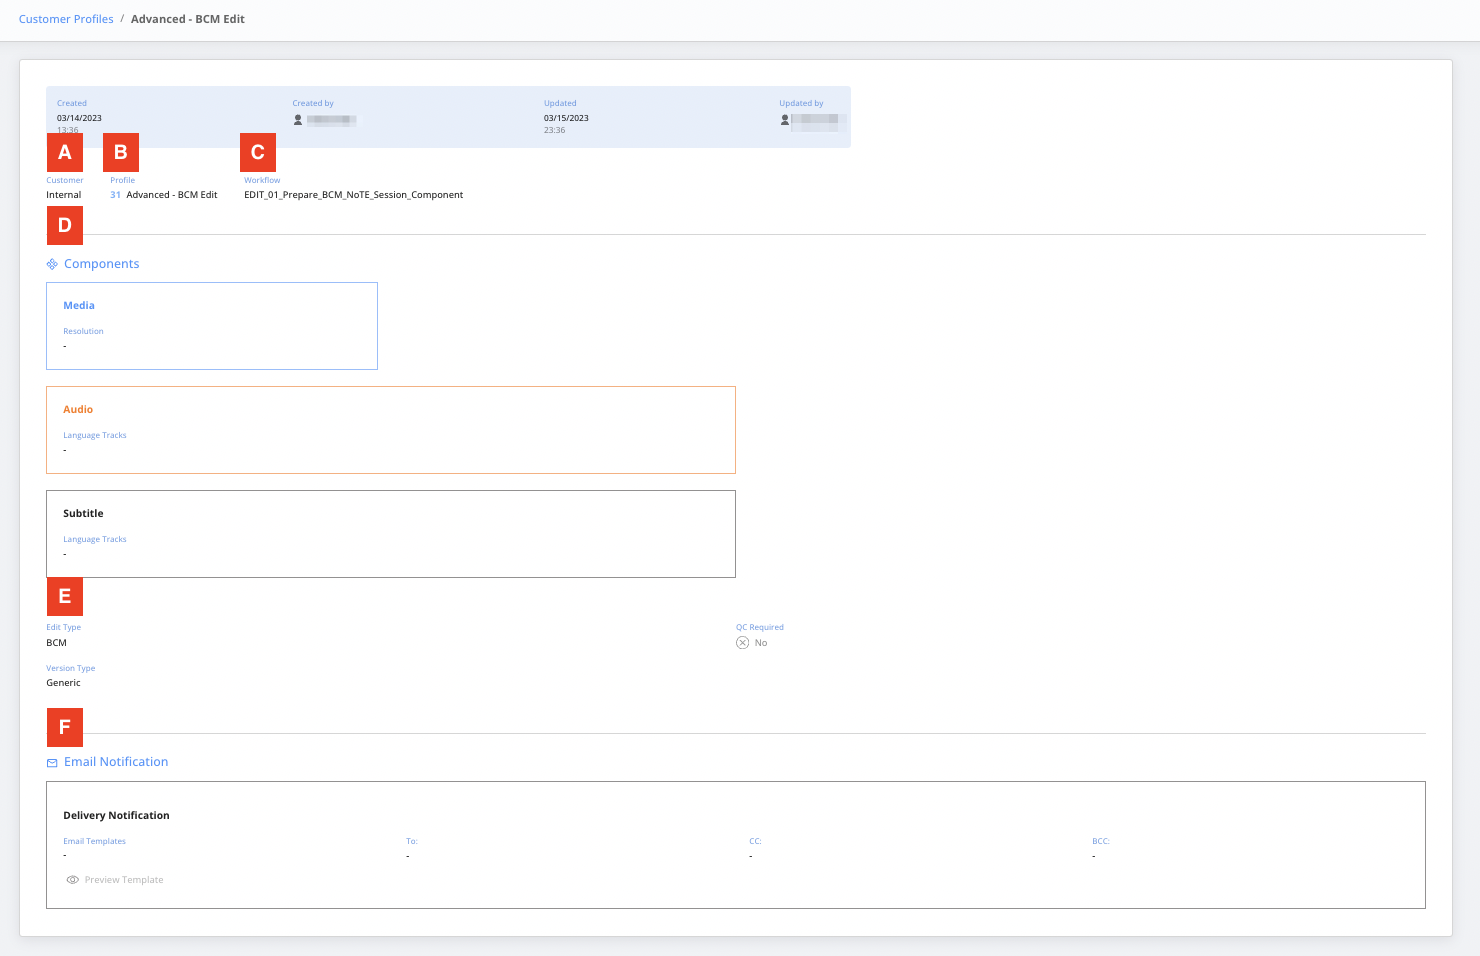 Customer Profiles / Advanced - BCM Edit
Created Created by Updated Updated by
03/14/2023 03/15/2023
13:36 23:36
A B C
Customer Profile Workflow
Internal 31 Advanced - BCM Edit EDIT_01_Prepare_BCM_NoTE_Session_Component
D
Components
Media
Resolution
-
Audio
Language Tracks
-
Subtitle
Language Tracks
-
E
Edit Type QC Required
BCM No
Version Type
Generic
F
Email Notification
Delivery Notification
Email Templates To: CC: BCC:
- - - -
Preview Template